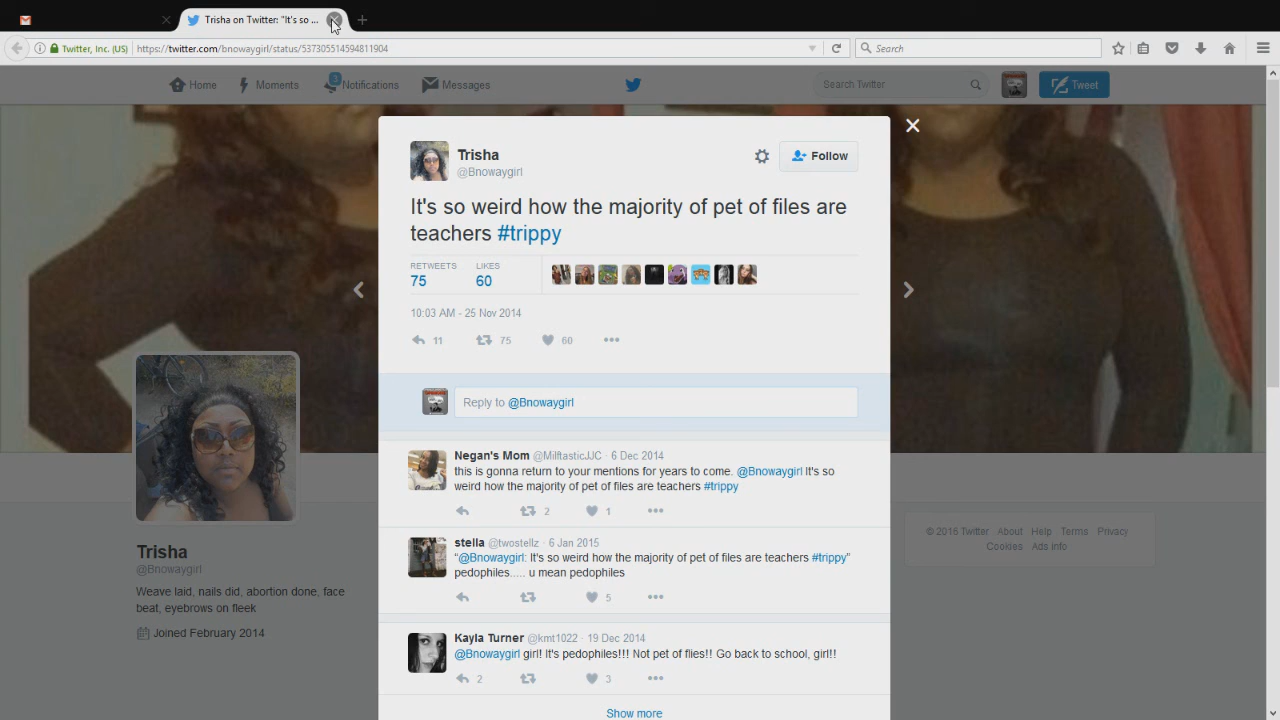 Trisha on Twitter: "It's so ...
Twitter, Inc. (US)
https://twitter.com/bnowaygirl/status/537305514594811904
Search
Home
Moments
3
Notifications
Messages
Search Twitter
Tweet
Trisha
@Bnowaygirl
Follow
It's so weird how the majority of pet of files are
teachers #trippy
RETWEETS
75
LIKES
60
10:03 AM - 25 Nov 2014
11
75
60
Reply to @Bnowaygirl
Negan's Mom @MilftasticJJC · 6 Dec 2014
this is gonna return to your mentions for years to come. @Bnowaygirl It's so
weird how the majority of pet of files are teachers #trippy
2
1
stella @twostellz · 6 Jan 2015
"@Bnowaygirl: It's so weird how the majority of pet of files are teachers #trippy"
pedophiles..... u mean pedophiles
5
Kayla Turner @kmt1022 · 19 Dec 2014
@Bnowaygirl girl! It's pedophiles!!! Not pet of flies!! Go back to school, girl!!
2
3
Show more
Trisha
@Bnowaygirl
Weave laid, nails did, abortion done, face
beat, eyebrows on fleek
Joined February 2014
© 2016 Twitter About Help Terms Privacy
Cookies Ads info